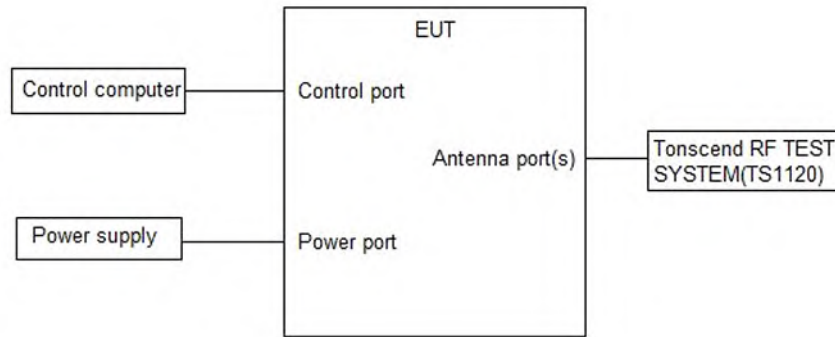 EUT
Control computer
Control port
Antenna port(s)
Tonscend RF TEST
SYSTEM(TS1120)
Power supply
Power port